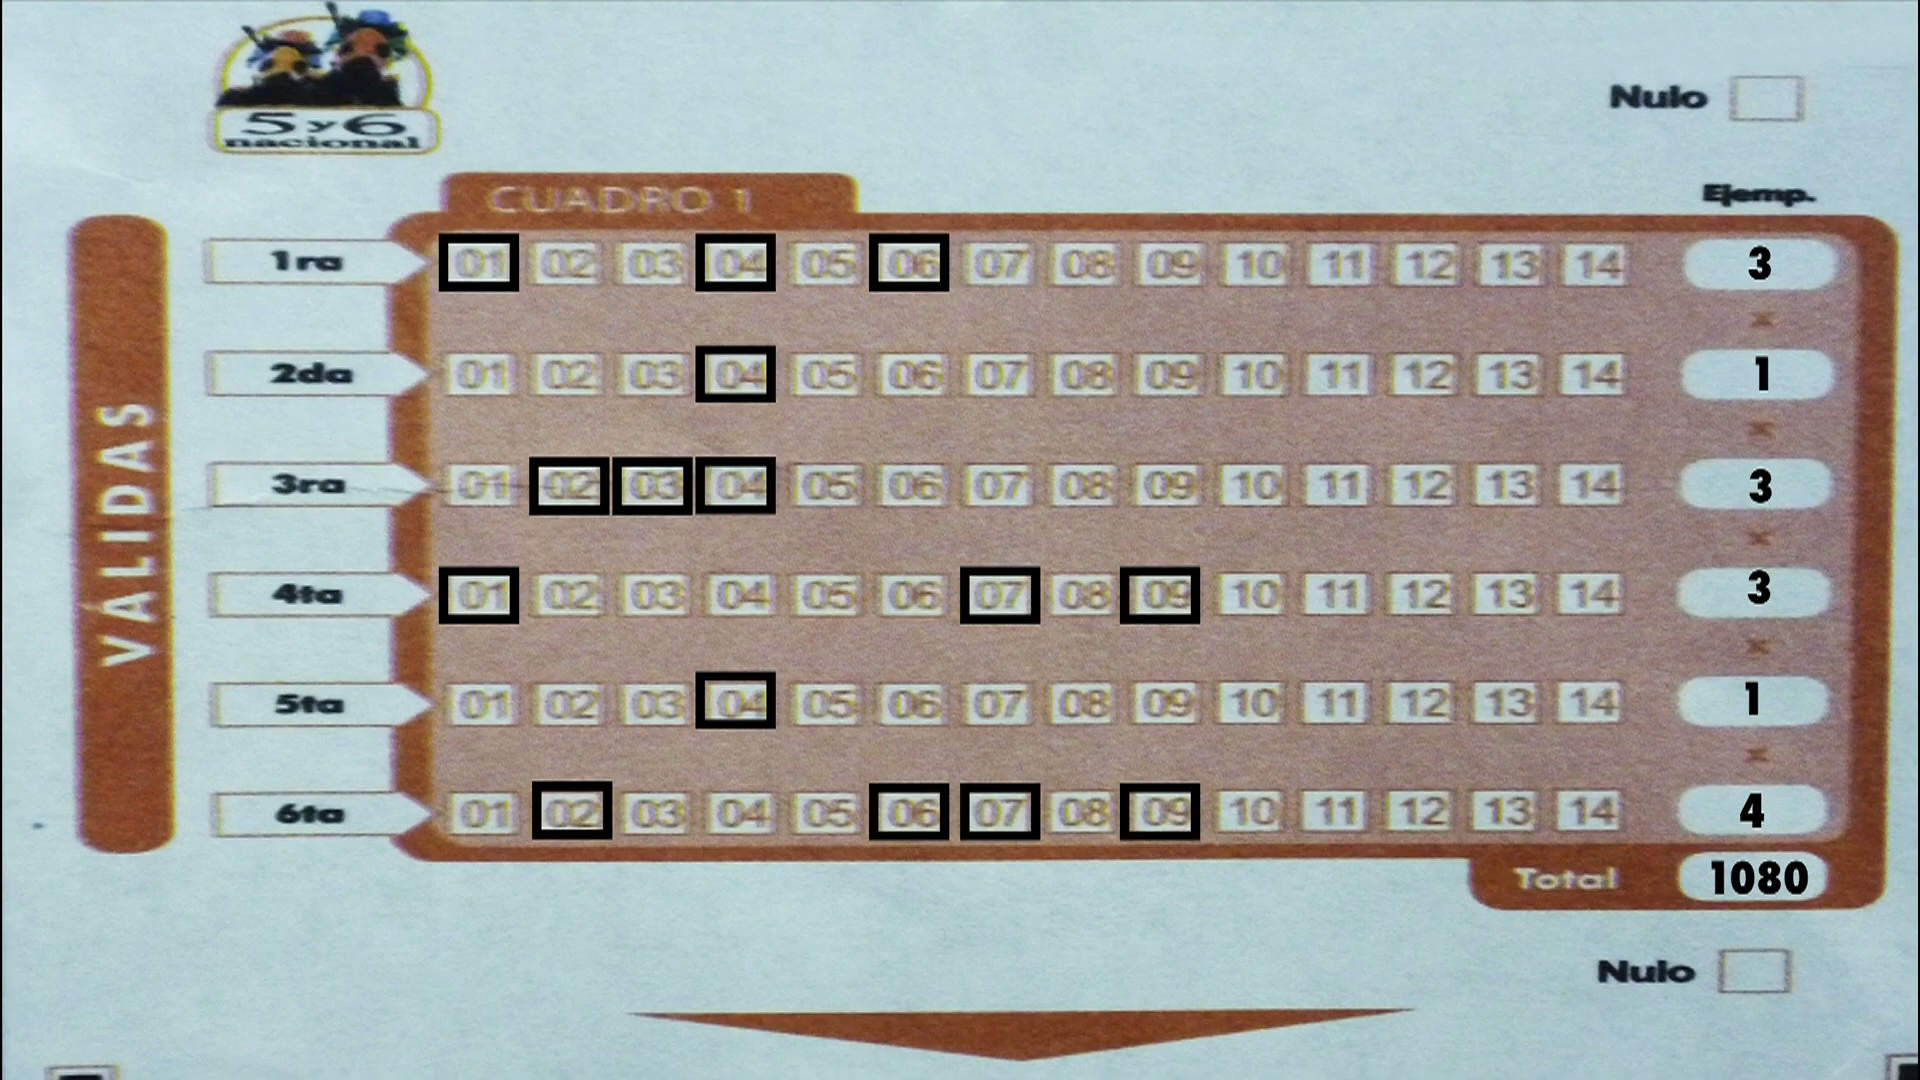 5 y 6
nacional
Nulo
Ejemp.
CUADRO 1
VÁLIDAS
1ra 01 02 03 04 05 06 07 08 09 10 11 12 13 14 3
x
2da 01 02 03 04 05 06 07 08 09 10 11 12 13 14 1
x
3ra 01 02 03 04 05 06 07 08 09 10 11 12 13 14 3
x
4ta 01 02 03 04 05 06 07 08 09 10 11 12 13 14 3
x
5ta 01 02 03 04 05 06 07 08 09 10 11 12 13 14 1
x
6ta 01 02 03 04 05 06 07 08 09 10 11 12 13 14 4
Total 1080
Nulo